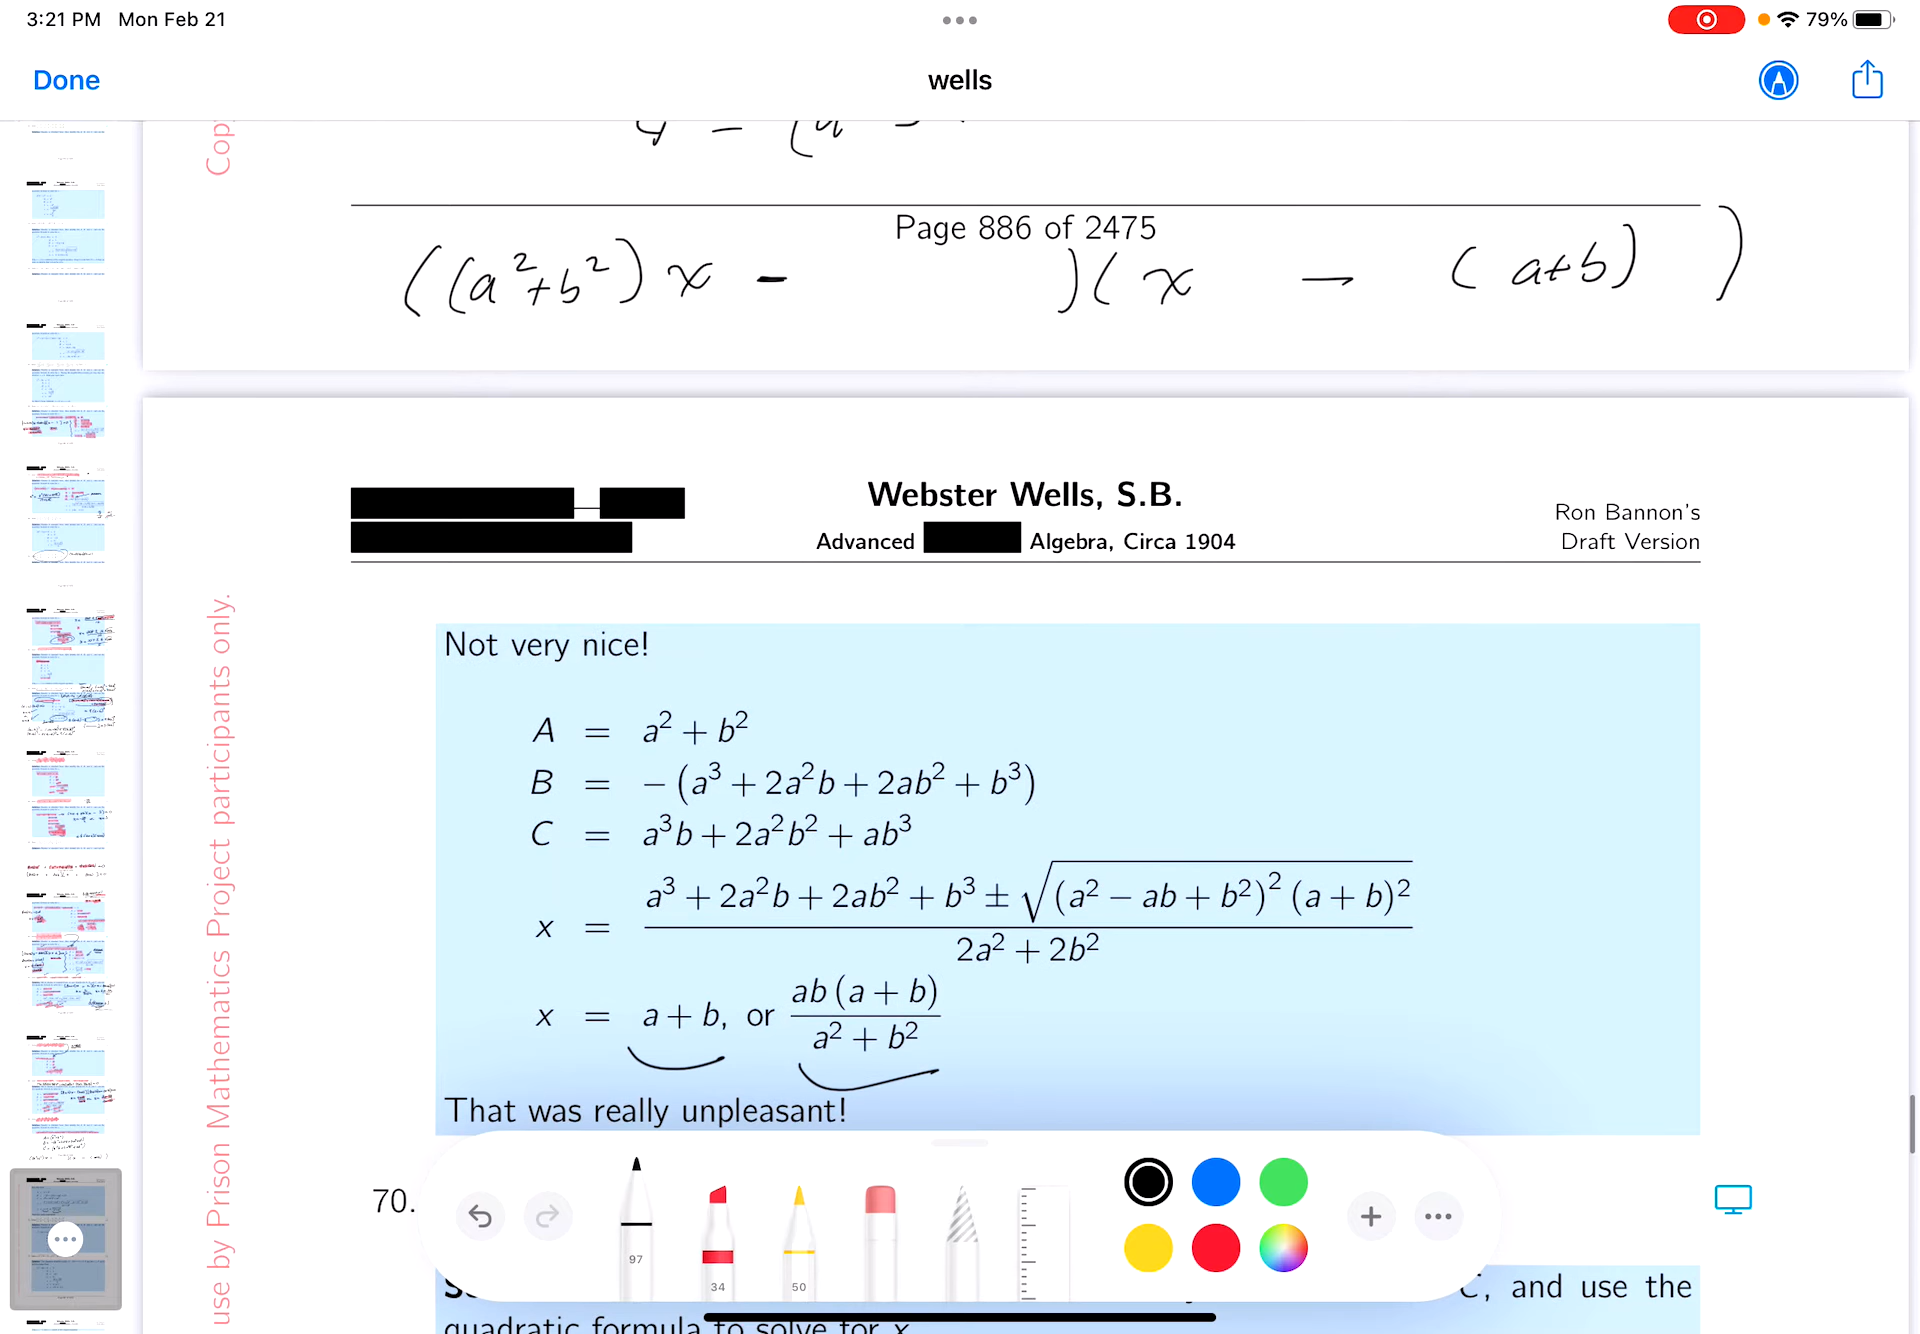 3:21 PM Mon Feb 21
79%
Done
wells
Cop
Page 886 of 2475
((a²+b²)x - )(x - (a+b))
Webster Wells, S.B.
Advanced Algebra, Circa 1904
Ron Bannon's
Draft Version
use by Prison Mathematics Project participants only.
Not very nice!
A = a² + b²
B = − (a³ + 2a²b + 2ab² + b³)
C = a³b + 2a²b² + ab³
x = (a³ + 2a²b + 2ab² + b³ ± √((a² − ab + b²)² (a + b)²)) / (2a² + 2b²)
x = a + b, or ab (a + b) / (a² + b²)
That was really unpleasant!
70.
97
34
50
C, and use the
quadratic formula to solve for x